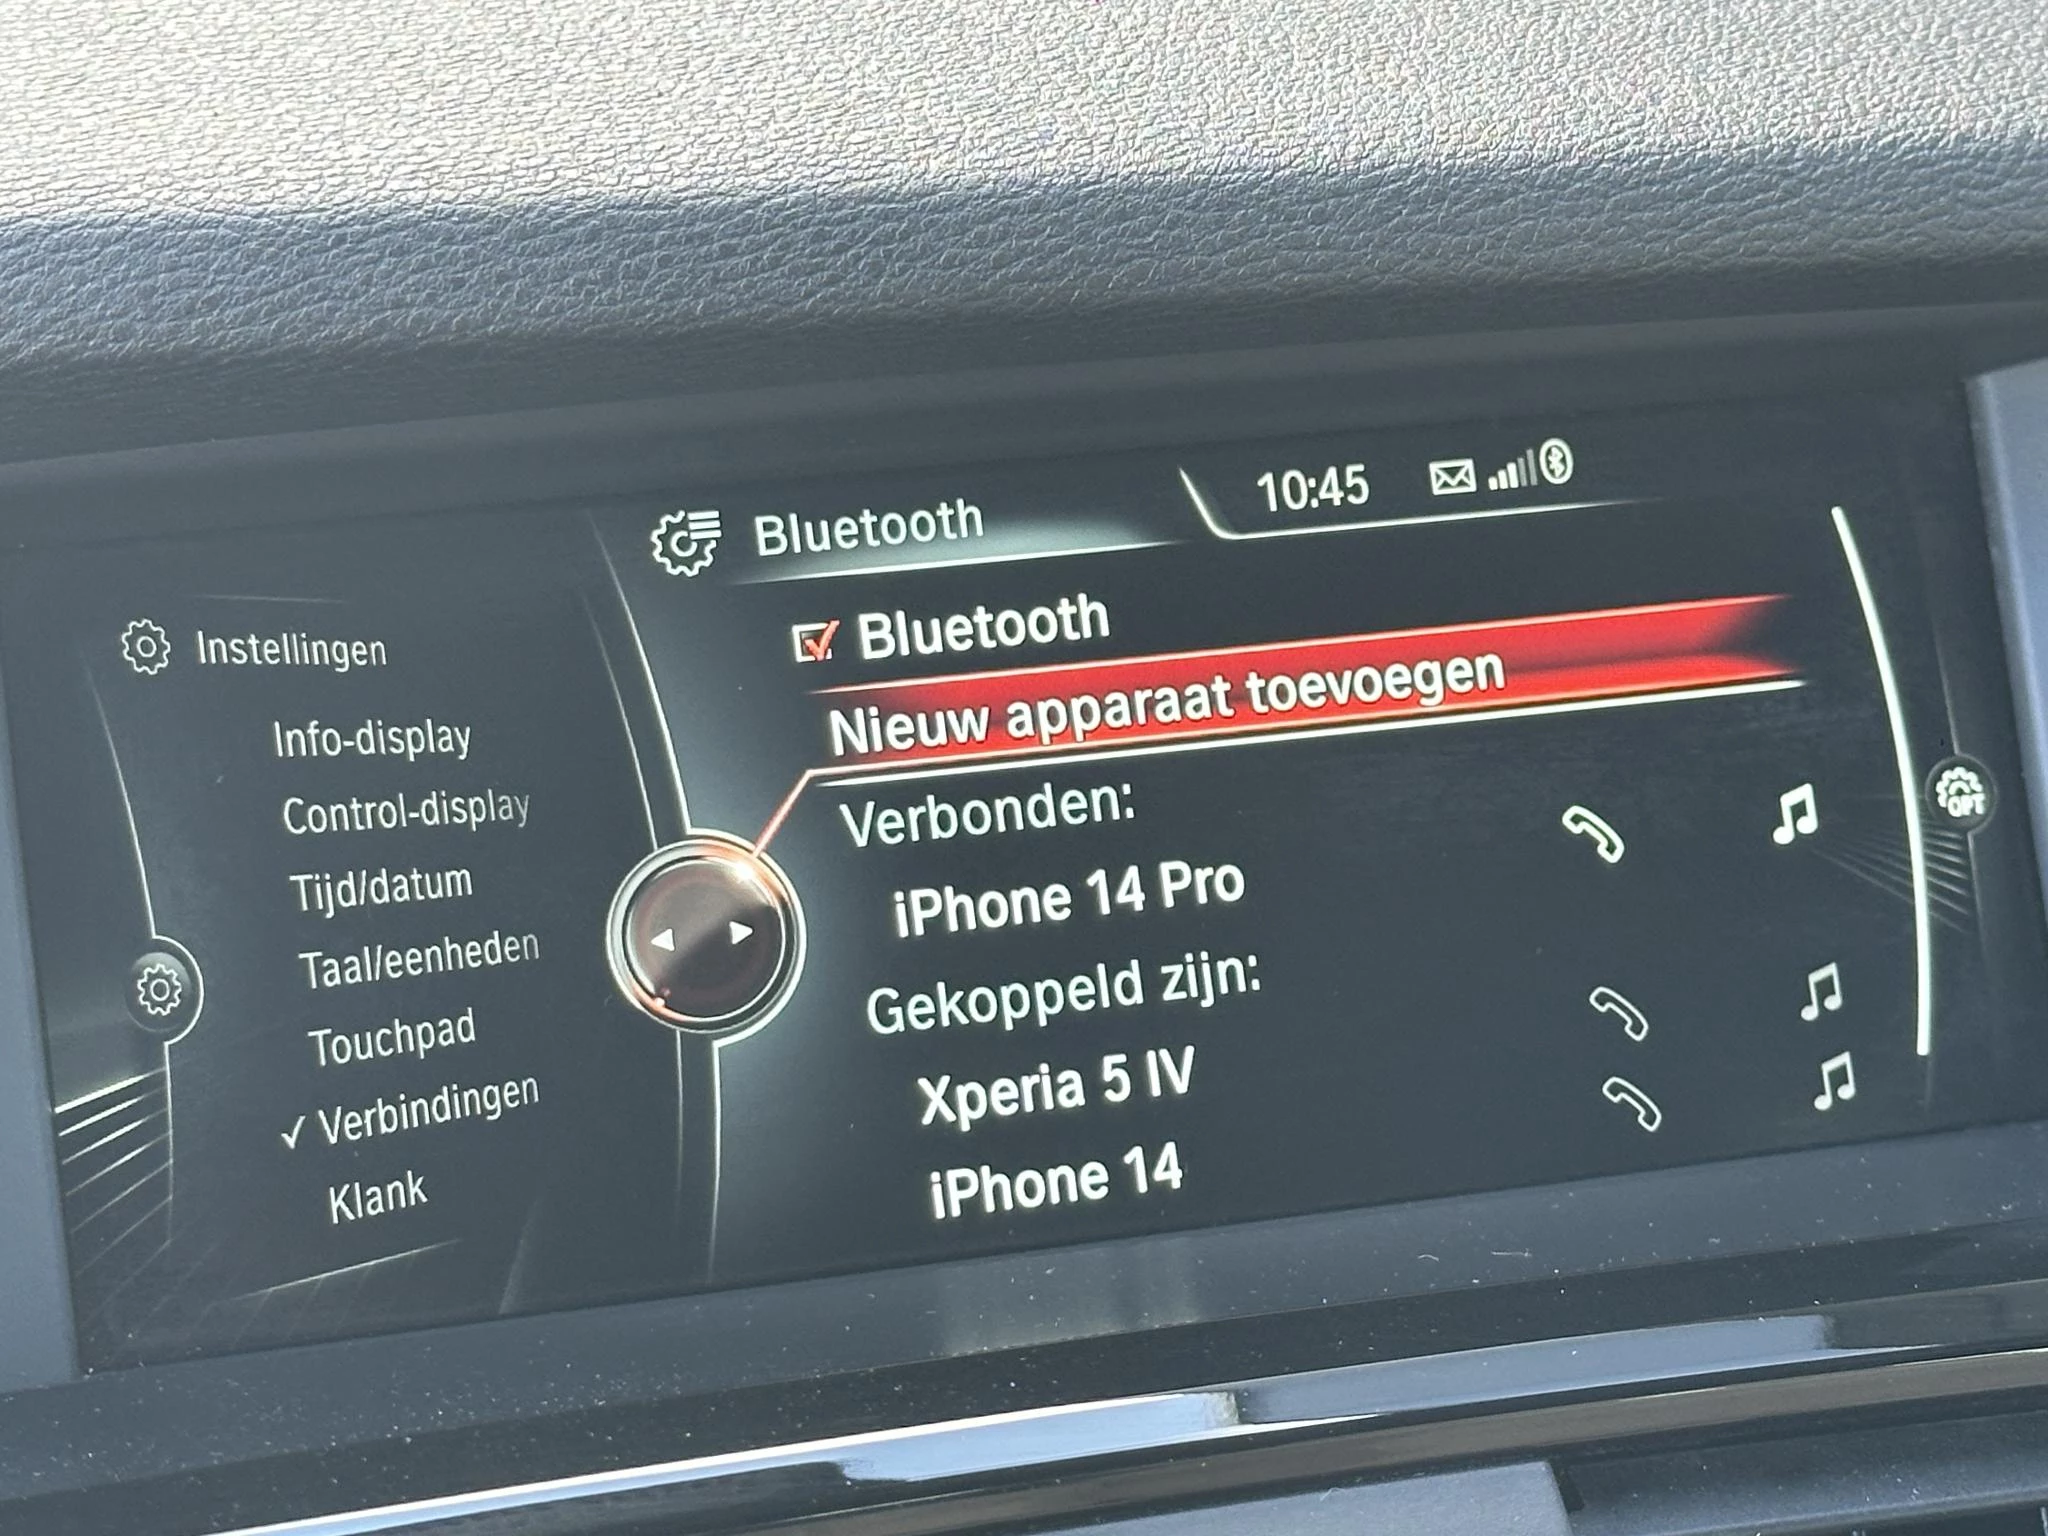 Bluetooth
10:45
Instellingen
Info-display
Control-display
Tijd/datum
Taal/eenheden
Touchpad
Verbindingen
Klank
Bluetooth
Nieuw apparaat toevoegen
Verbonden:
iPhone 14 Pro
Gekoppeld zijn:
Xperia 5 IV
iPhone 14
OPT